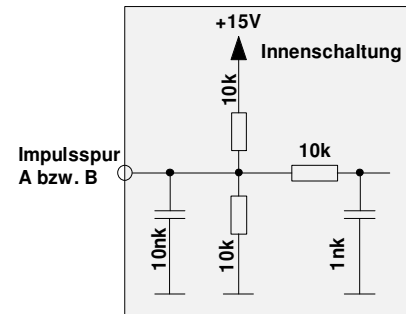 +15V
Innenschaltung
10k
Impulsspur
A bzw. B
10k
10nk
10k
1nk